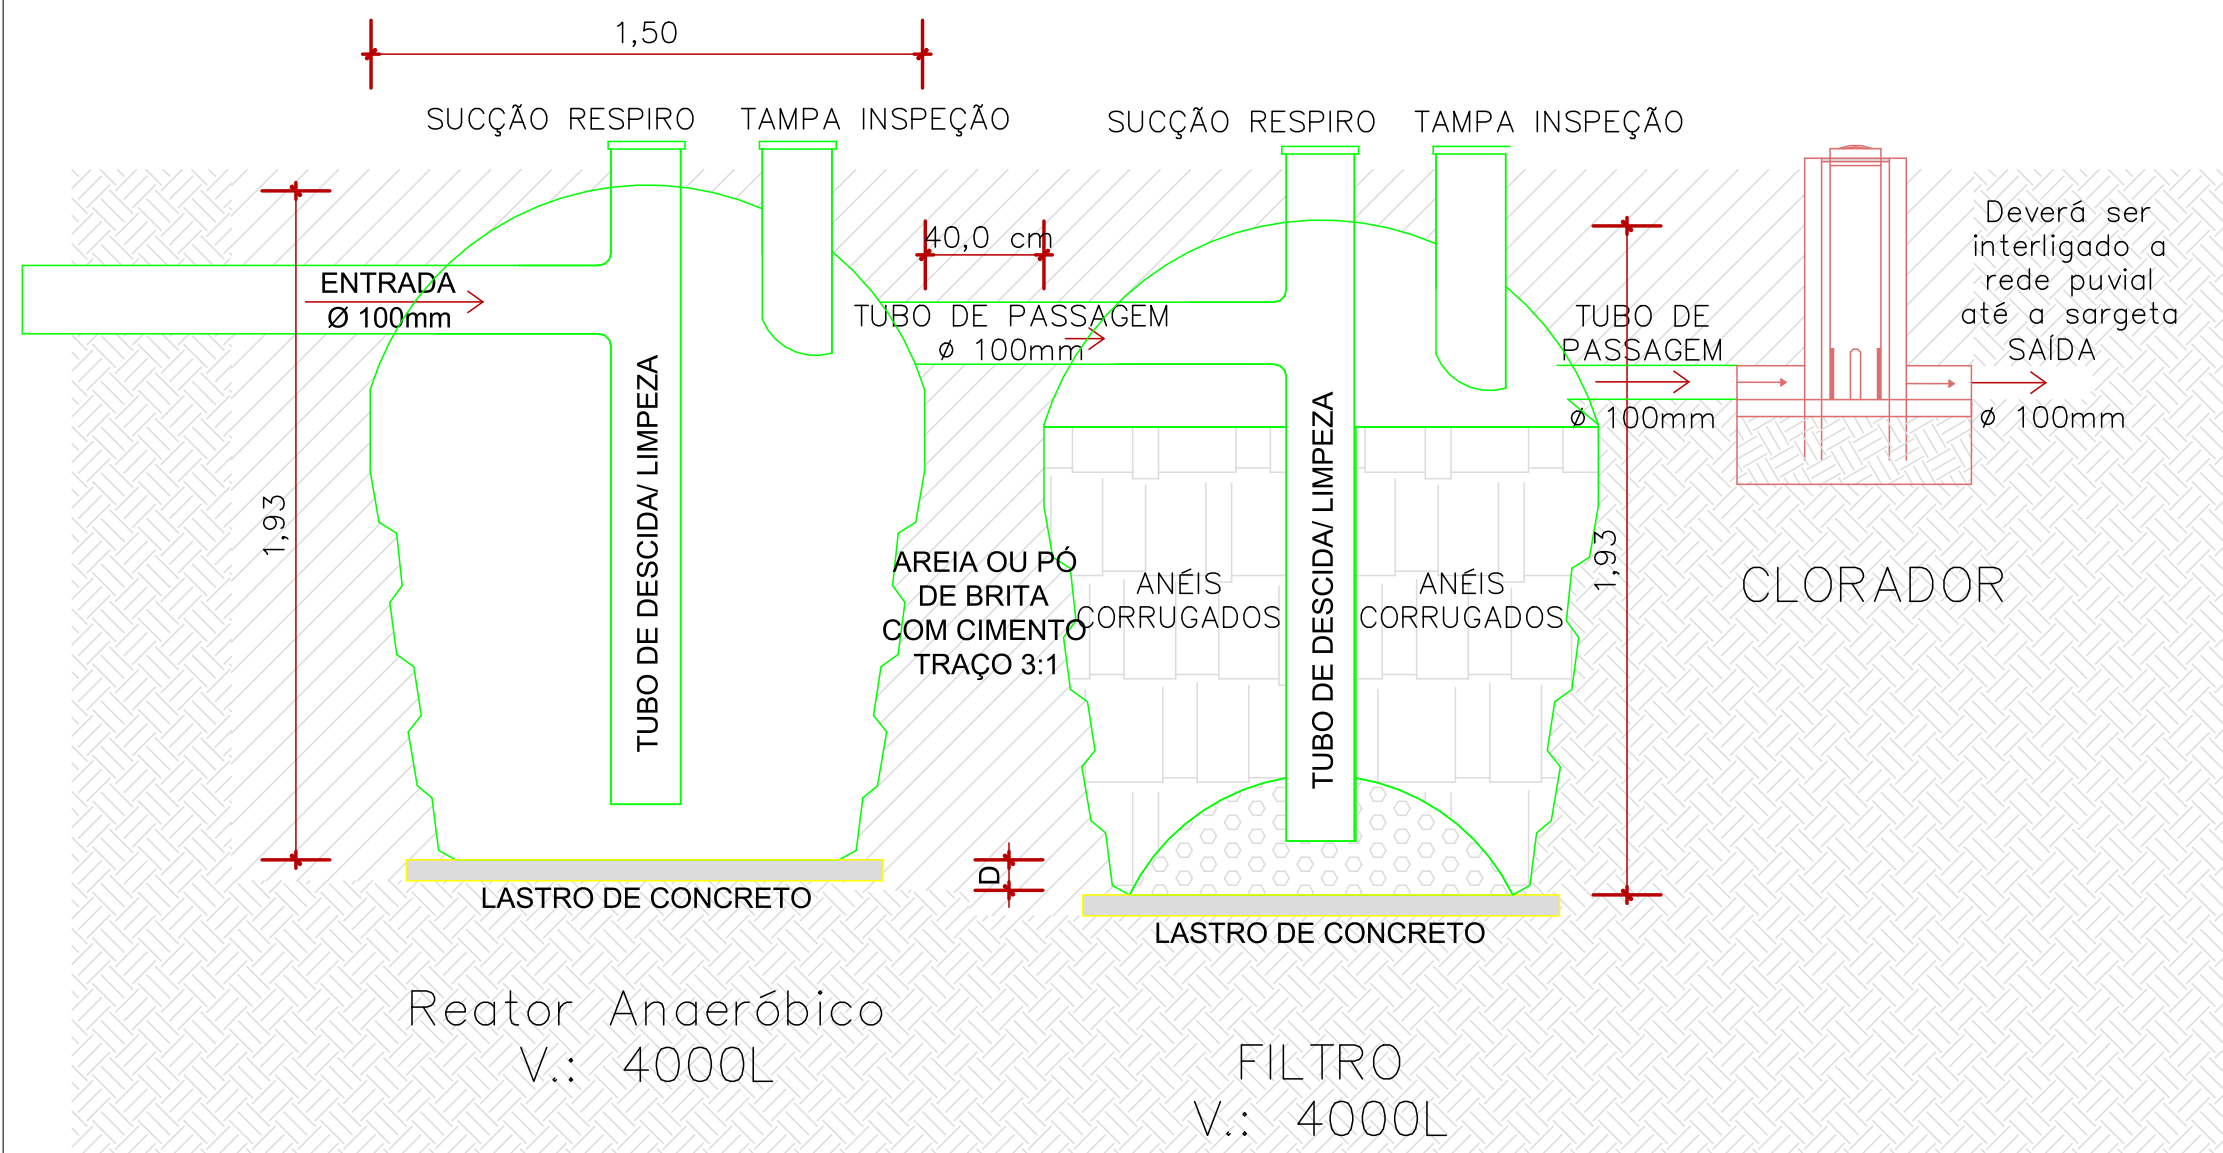 1,50
SUCÇÃO RESPIRO
TAMPA INSPEÇÃO
SUCÇÃO RESPIRO
TAMPA INSPEÇÃO
Deverá ser
interligado a
rede puvial
até a sargeta
SAÍDA
Ø 100mm
40,0 cm
ENTRADA
Ø 100mm
TUBO DE PASSAGEM
Ø 100mm
TUBO DE
PASSAGEM
Ø 100mm
1,93
TUBO DE DESCIDA/ LIMPEZA
AREIA OU PÓ
DE BRITA
COM CIMENTO
TRAÇO 3:1
ANÉIS
CORRUGADOS
TUBO DE DESCIDA/ LIMPEZA
ANÉIS
CORRUGADOS
1,93
CLORADOR
D
LASTRO DE CONCRETO
LASTRO DE CONCRETO
Reator Anaeróbico
V.: 4000L
FILTRO
V.: 4000L